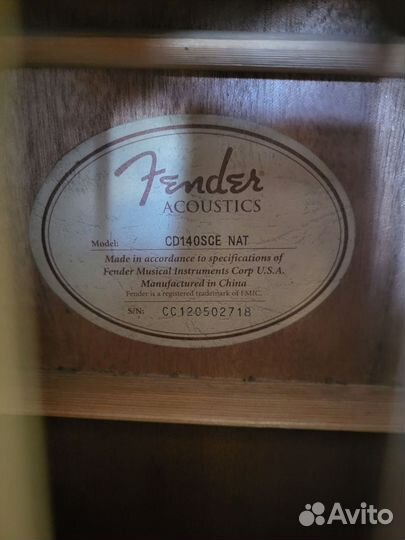 Fender
ACOUSTICS
Model: CD140SCE NAT
Made in accordance to specifications of
Fender Musical Instruments Corp U.S.A.
Manufactured in China
Fender is a registered trademark of FMIC.
S/N: CC120502718
Avito